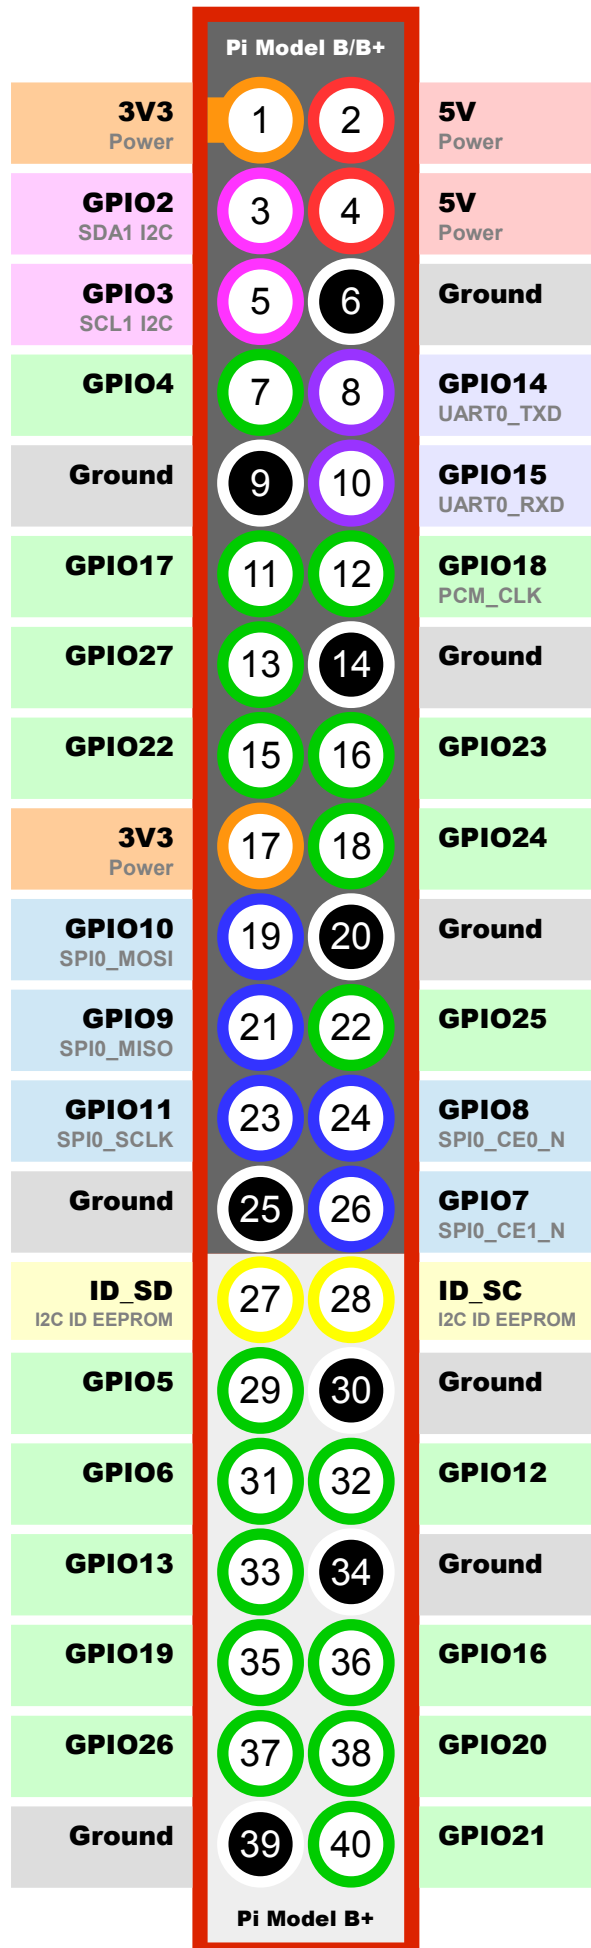 Pi Model B/B+
3V3 1 2 5V
Power Power
GPIO2 3 4 5V
SDA1 I2C Power
GPIO3 5 6 Ground
SCL1 I2C
GPIO4 7 8 GPIO14
UART0_TXD
Ground 9 10 GPIO15
UART0_RXD
GPIO17 11 12 GPIO18
PCM_CLK
GPIO27 13 14 Ground
GPIO22 15 16 GPIO23
3V3 17 18 GPIO24
Power
GPIO10 19 20 Ground
SPI0_MOSI
GPIO9 21 22 GPIO25
SPI0_MISO
GPIO11 23 24 GPIO8
SPI0_SCLK SPI0_CE0_N
Ground 25 26 GPIO7
SPI0_CE1_N
ID_SD 27 28 ID_SC
I2C ID EEPROM I2C ID EEPROM
GPIO5 29 30 Ground
GPIO6 31 32 GPIO12
GPIO13 33 34 Ground
GPIO19 35 36 GPIO16
GPIO26 37 38 GPIO20
Ground 39 40 GPIO21
Pi Model B+